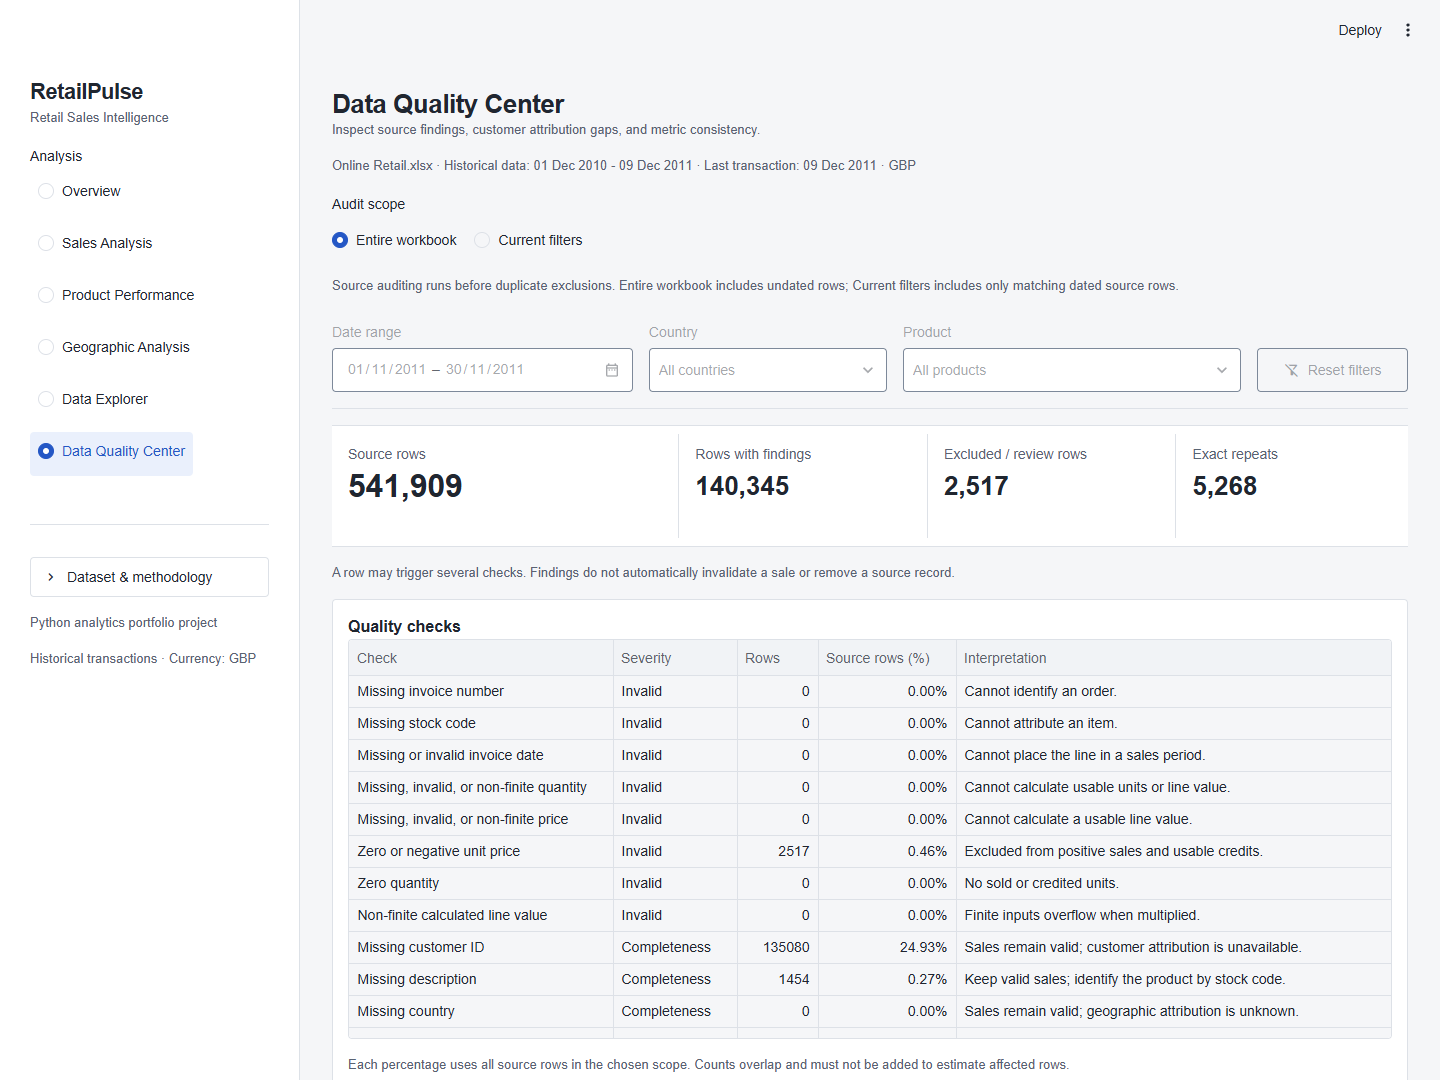 Deploy
RetailPulse
Retail Sales Intelligence
Analysis
Overview
Sales Analysis
Product Performance
Geographic Analysis
Data Explorer
Data Quality Center
Dataset & methodology
Python analytics portfolio project
Historical transactions · Currency: GBP
Data Quality Center
Inspect source findings, customer attribution gaps, and metric consistency.
Online Retail.xlsx · Historical data: 01 Dec 2010 - 09 Dec 2011 · Last transaction: 09 Dec 2011 · GBP
Audit scope
Entire workbook Current filters
Source auditing runs before duplicate exclusions. Entire workbook includes undated rows; Current filters includes only matching dated source rows.
Date range Country Product
01/11/2011 – 30/11/2011 All countries All products Reset filters
Source rows Rows with findings Excluded / review rows Exact repeats
541,909 140,345 2,517 5,268
A row may trigger several checks. Findings do not automatically invalidate a sale or remove a source record.
Quality checks
Check Severity Rows Source rows (%) Interpretation
Missing invoice number Invalid 0 0.00% Cannot identify an order.
Missing stock code Invalid 0 0.00% Cannot attribute an item.
Missing or invalid invoice date Invalid 0 0.00% Cannot place the line in a sales period.
Missing, invalid, or non-finite quantity Invalid 0 0.00% Cannot calculate usable units or line value.
Missing, invalid, or non-finite price Invalid 0 0.00% Cannot calculate a usable line value.
Zero or negative unit price Invalid 2517 0.46% Excluded from positive sales and usable credits.
Zero quantity Invalid 0 0.00% No sold or credited units.
Non-finite calculated line value Invalid 0 0.00% Finite inputs overflow when multiplied.
Missing customer ID Completeness 135080 24.93% Sales remain valid; customer attribution is unavailable.
Missing description Completeness 1454 0.27% Keep valid sales; identify the product by stock code.
Missing country Completeness 0 0.00% Sales remain valid; geographic attribution is unknown.
Each percentage uses all source rows in the chosen scope. Counts overlap and must not be added to estimate affected rows.